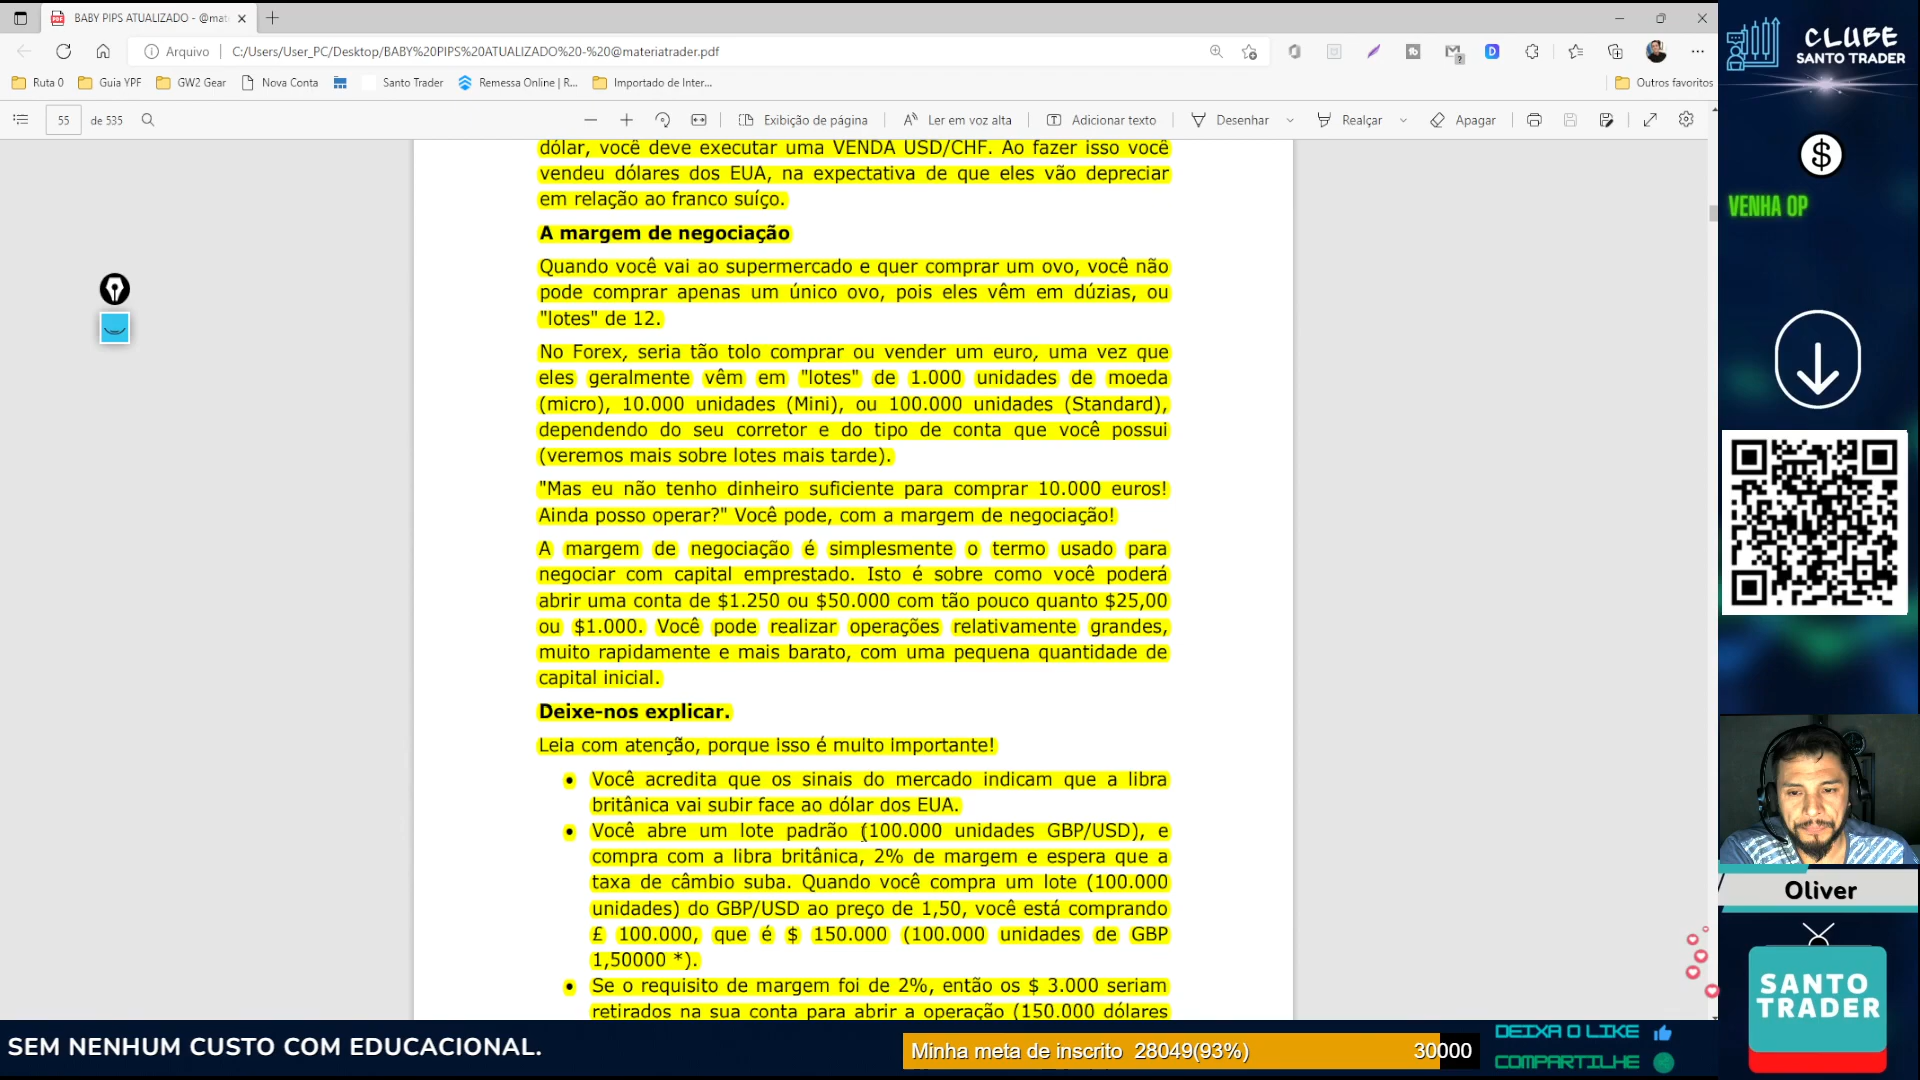 BABY PIPS ATUALIZADO - @mat
Arquivo
C:/Users/User_PC/Desktop/BABY%20PIPS%20ATUALIZADO%20-%20@materiatrader.pdf
Ruta 0
Guia YPF
GW2 Gear
Nova Conta
Santo Trader
Remessa Online | R...
Importado de Inter...
Outros favoritos
55 de 535
Exibição de página
Ler em voz alta
Adicionar texto
Desenhar
Realçar
Apagar
dólar, você deve executar uma VENDA USD/CHF. Ao fazer isso você
vendeu dólares dos EUA, na expectativa de que eles vão depreciar
em relação ao franco suíço.
A margem de negociação
Quando você vai ao supermercado e quer comprar um ovo, você não
pode comprar apenas um único ovo, pois eles vêm em dúzias, ou
"lotes" de 12.
No Forex, seria tão tolo comprar ou vender um euro, uma vez que
eles geralmente vêm em "lotes" de 1.000 unidades de moeda
(micro), 10.000 unidades (Mini), ou 100.000 unidades (Standard),
dependendo do seu corretor e do tipo de conta que você possui
(veremos mais sobre lotes mais tarde).
"Mas eu não tenho dinheiro suficiente para comprar 10.000 euros!
Ainda posso operar?" Você pode, com a margem de negociação!
A margem de negociação é simplesmente o termo usado para
negociar com capital emprestado. Isto é sobre como você poderá
abrir uma conta de $1.250 ou $50.000 com tão pouco quanto $25,00
ou $1.000. Você pode realizar operações relativamente grandes,
muito rapidamente e mais barato, com uma pequena quantidade de
capital inicial.
Deixe-nos explicar.
Leia com atenção, porque isso é muito importante!
• Você acredita que os sinais do mercado indicam que a libra
britânica vai subir face ao dólar dos EUA.
• Você abre um lote padrão (100.000 unidades GBP/USD), e
compra com a libra britânica, 2% de margem e espera que a
taxa de câmbio suba. Quando você compra um lote (100.000
unidades) do GBP/USD ao preço de 1,50, você está comprando
£ 100.000, que é $ 150.000 (100.000 unidades de GBP
1,50000 *).
• Se o requisito de margem foi de 2%, então os $ 3.000 seriam
retirados na sua conta para abrir a operação (150.000 dólares
CLUBE
SANTO TRADER
$
VENHA OP
Oliver
SANTO
TRADER
SEM NENHUM CUSTO COM EDUCACIONAL.
Minha meta de inscrito 28049(93%) 30000
DEIXA O LIKE
COMPARTILHE